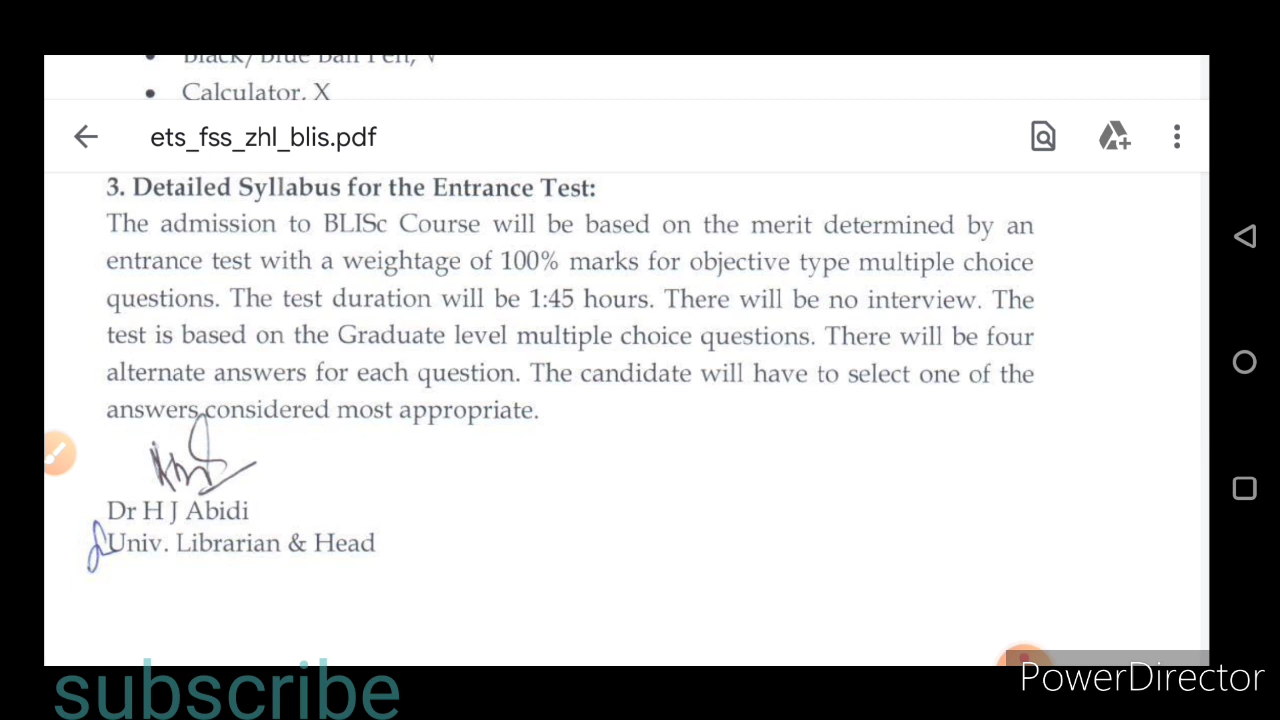 Black/Blue Ball Pen, √
• Calculator, X
ets_fss_zhl_blis.pdf
3. Detailed Syllabus for the Entrance Test:
The admission to BLISc Course will be based on the merit determined by an
entrance test with a weightage of 100% marks for objective type multiple choice
questions. The test duration will be 1:45 hours. There will be no interview. The
test is based on the Graduate level multiple choice questions. There will be four
alternate answers for each question. The candidate will have to select one of the
answers considered most appropriate.
Dr H J Abidi
Univ. Librarian & Head
subscribe
PowerDirector